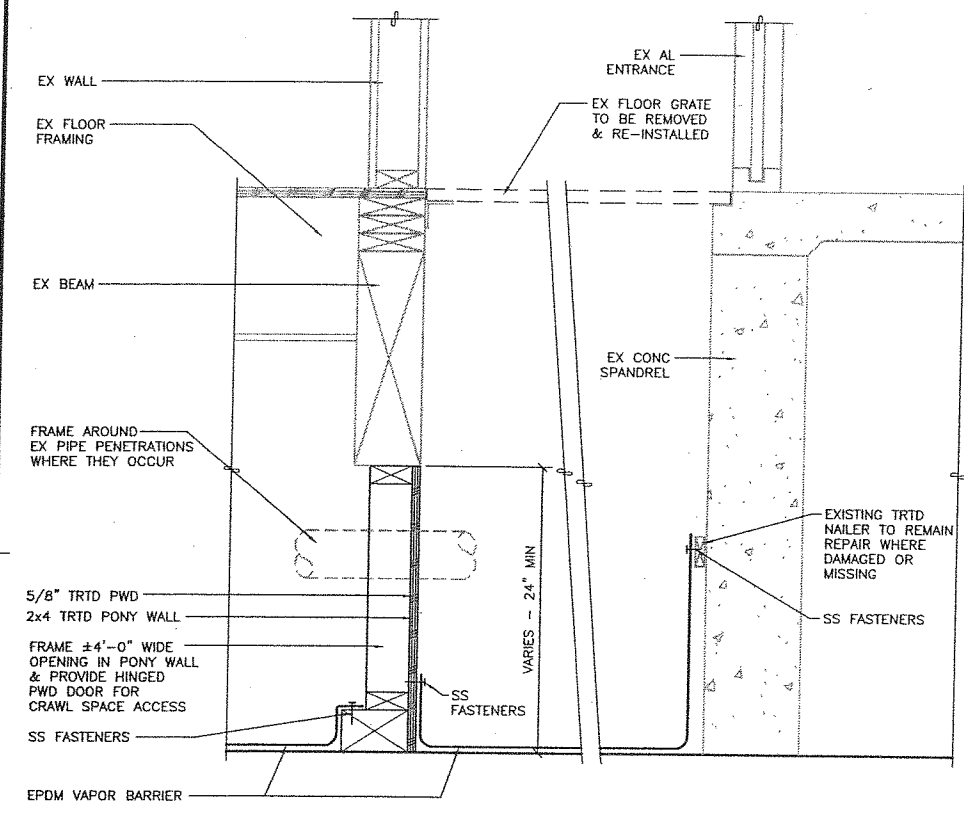 EX WALL
EX FLOOR
FRAMING
EX BEAM
FRAME AROUND
EX PIPE PENETRATIONS
WHERE THEY OCCUR
5/8" TRTD PWD
2x4 TRTD PONY WALL
FRAME ±4'-0" WIDE
OPENING IN PONY WALL
& PROVIDE HINGED
PWD DOOR FOR
CRAWL SPACE ACCESS
SS FASTENERS
EPDM VAPOR BARRIER
SS
FASTENERS
VARIES - 24" MIN
EX AL
ENTRANCE
EX FLOOR GRATE
TO BE REMOVED
& RE-INSTALLED
EX CONC
SPANDREL
EXISTING TRTD
NAILER TO REMAIN
REPAIR WHERE
DAMAGED OR
MISSING
SS FASTENERS